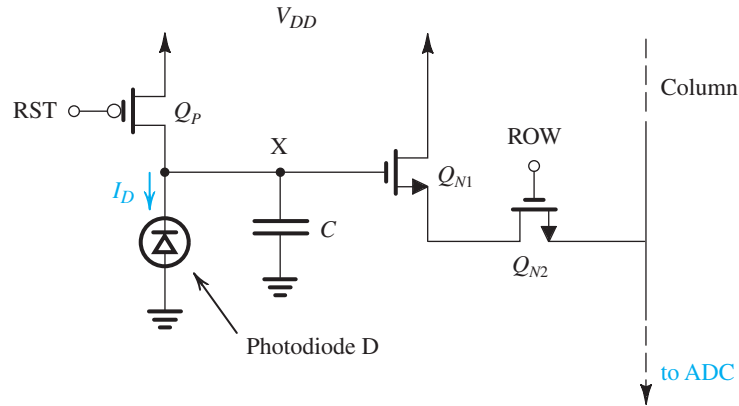 V_DD
Column
RST
Q_P
X
ROW
I_D
Q_N1
C
Q_N2
Photodiode D
to ADC